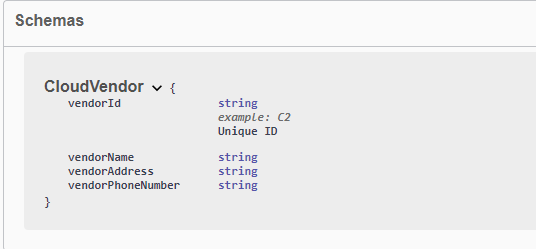 Schemas
CloudVendor {
vendorId string
example: C2
Unique ID
vendorName string
vendorAddress string
vendorPhoneNumber string
}